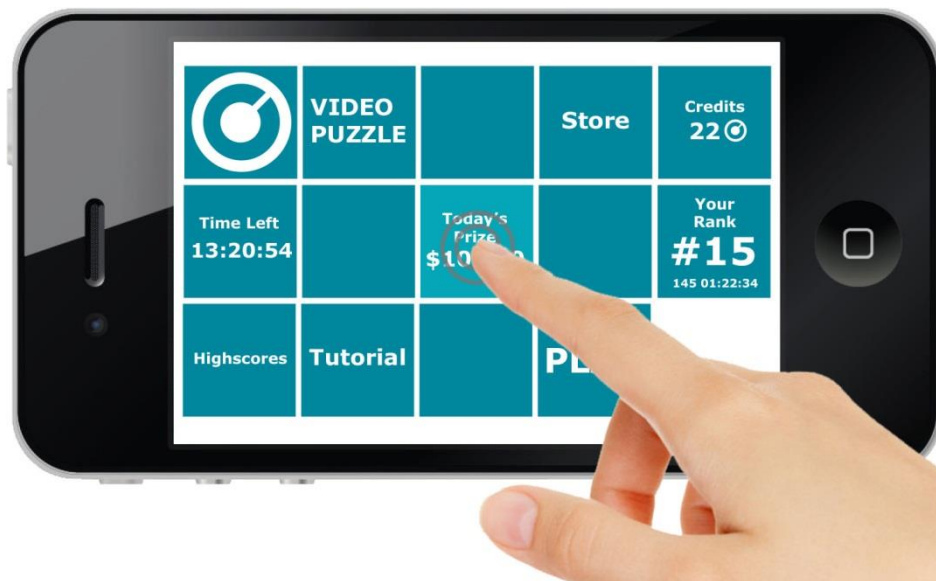 VIDEO
PUZZLE
Store
Credits
22
Time Left
13:20:54
Today's
Prize
Your
Rank
#15
145 01:22:34
Highscores
Tutorial